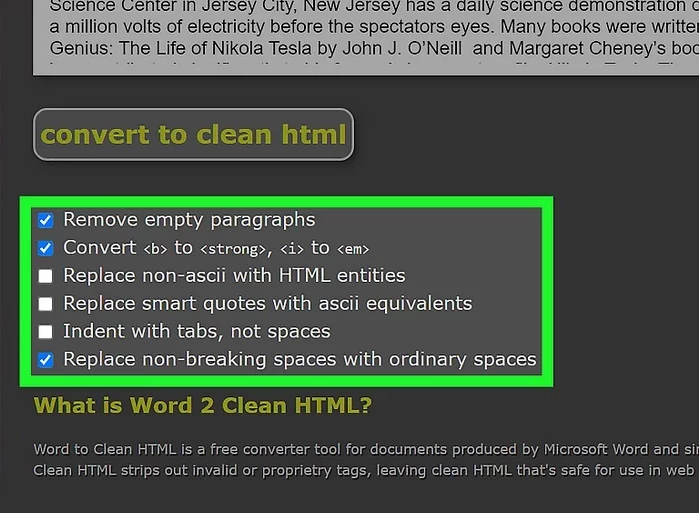 Science Center in Jersey City, New Jersey has a daily science demonstration
a million volts of electricity before the spectators eyes. Many books were
Genius: The Life of Nikola Tesla by John J. O'Neill and Margaret Cheney's
convert to clean html
Remove empty paragraphs
Convert <b> to <strong>, <i> to <em>
Replace non-ascii with HTML entities
Replace smart quotes with ascii equivalents
Indent with tabs, not spaces
Replace non-breaking spaces with ordinary spaces
What is Word 2 Clean HTML?
Word to Clean HTML is a free converter tool for documents produced by Microsoft Word and
Clean HTML strips out invalid or proprietry tags, leaving clean HTML that's safe for use in web